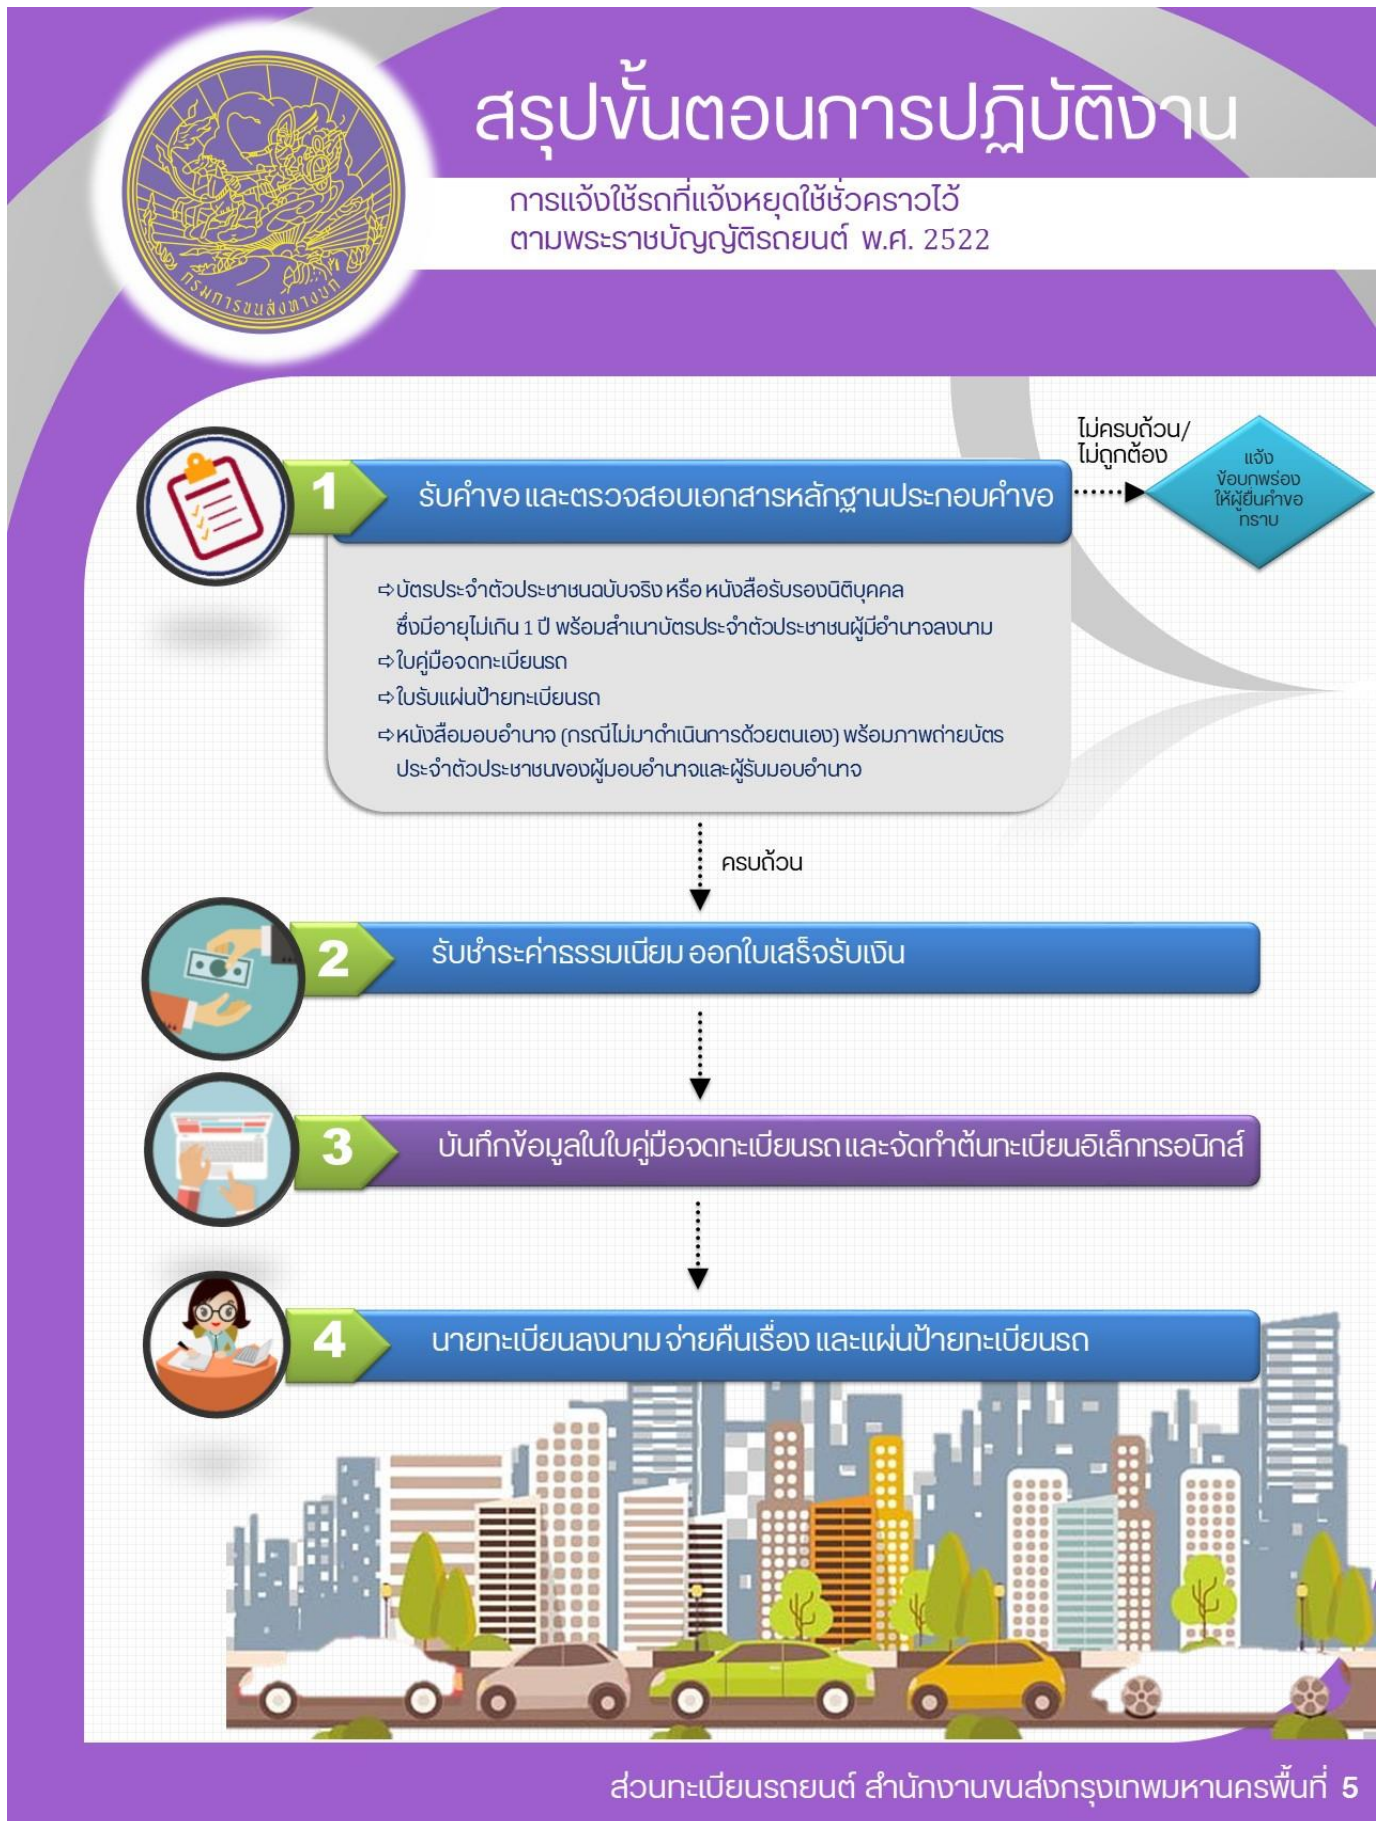 สรุปขั้นตอนการปฏิบัติงาน
การแจ้งใช้รถที่แจ้งหยุดใช้ชั่วคราวไว้
ตามพระราชบัญญัติรถยนต์ พ.ศ. 2522
กรมการขนส่งทางบก
ไม่ครบถ้วน/
ไม่ถูกต้อง
1 รับคำขอ และตรวจสอบเอกสารหลักฐานประกอบคำขอ
แจ้ง
ข้อบกพร่อง
ให้ผู้ยื่นคำขอ
ทราบ
⇨บัตรประจำตัวประชาชนฉบับจริง หรือ หนังสือรับรองนิติบุคคล
ซึ่งมีอายุไม่เกิน 1 ปี พร้อมสำเนาบัตรประจำตัวประชาชนผู้มีอำนาจลงนาม
⇨ใบคู่มือจดทะเบียนรถ
⇨ใบรับแผ่นป้ายทะเบียนรถ
⇨หนังสือมอบอำนาจ (กรณีไม่มาดำเนินการด้วยตนเอง) พร้อมภาพถ่ายบัตร
ประจำตัวประชาชนของผู้มอบอำนาจและผู้รับมอบอำนาจ
ครบถ้วน
2 รับชำระค่าธรรมเนียม ออกใบเสร็จรับเงิน
3 บันทึกข้อมูลในใบคู่มือจดทะเบียนรถ และจัดทำต้นทะเบียนอิเล็กทรอนิกส์
4 นายทะเบียนลงนาม จ่ายคืนเรื่อง และแผ่นป้ายทะเบียนรถ
ส่วนทะเบียนรถยนต์ สำนักงานขนส่งกรุงเทพมหานครพื้นที่ 5